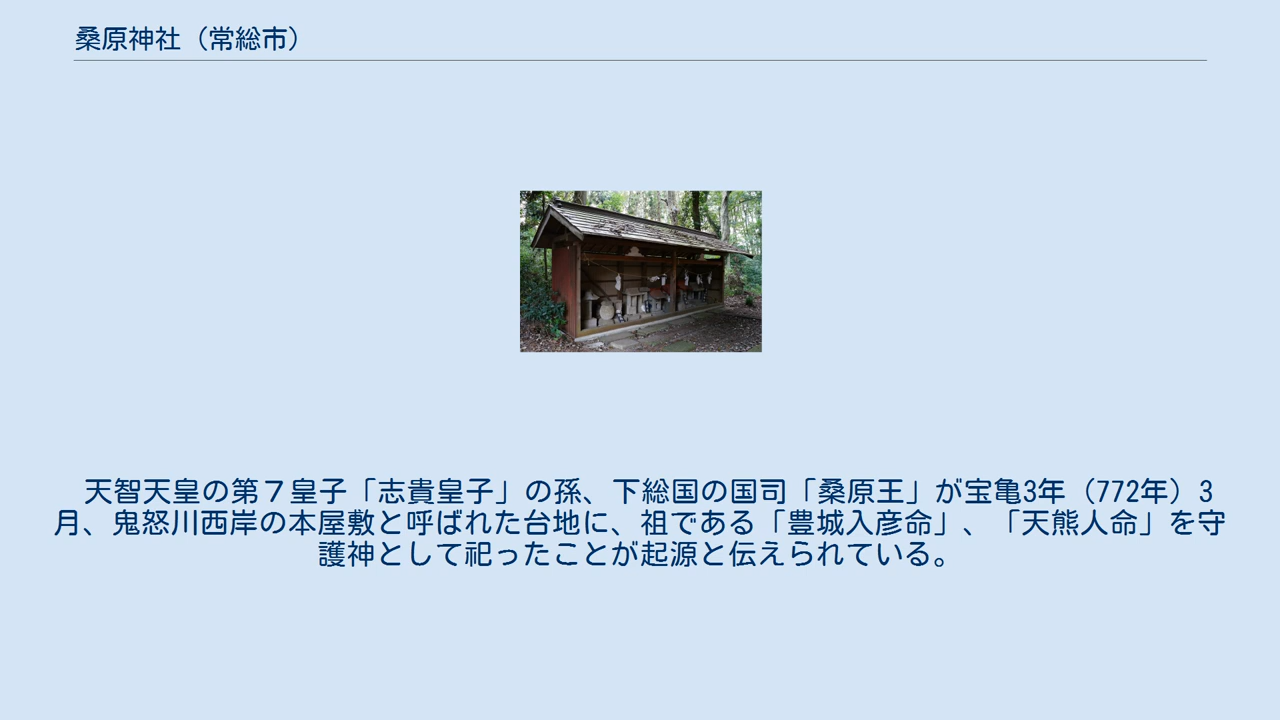 桑原神社（常総市）
天智天皇の第７皇子「志貴皇子」の孫、下総国の国司「桑原王」が宝亀3年（772年）3
月、鬼怒川西岸の本屋敷と呼ばれた台地に、祖である「豊城入彦命」、「天熊人命」を守
護神として祀ったことが起源と伝えられている。